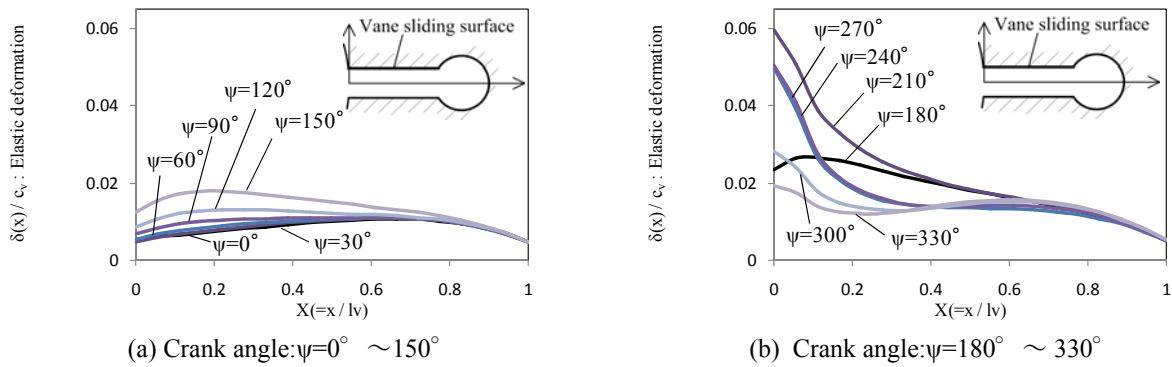 δ(x) / cᵥ : Elastic deformation
0.06
0.04
0.02
0
Vane sliding surface
ψ=120°
ψ=90°
ψ=150°
ψ=60°
ψ=0°
ψ=30°
0 0.2 0.4 0.6 0.8 1
X(=x / lv)
(a) Crank angle:ψ=0° ～150°
δ(x) / cᵥ : Elastic deformation
0.06
0.04
0.02
0
Vane sliding surface
ψ=270°
ψ=240°
ψ=210°
ψ=180°
ψ=300°
ψ=330°
0 0.2 0.4 0.6 0.8 1
X(=x / lv)
(b) Crank angle:ψ=180° ～ 330°